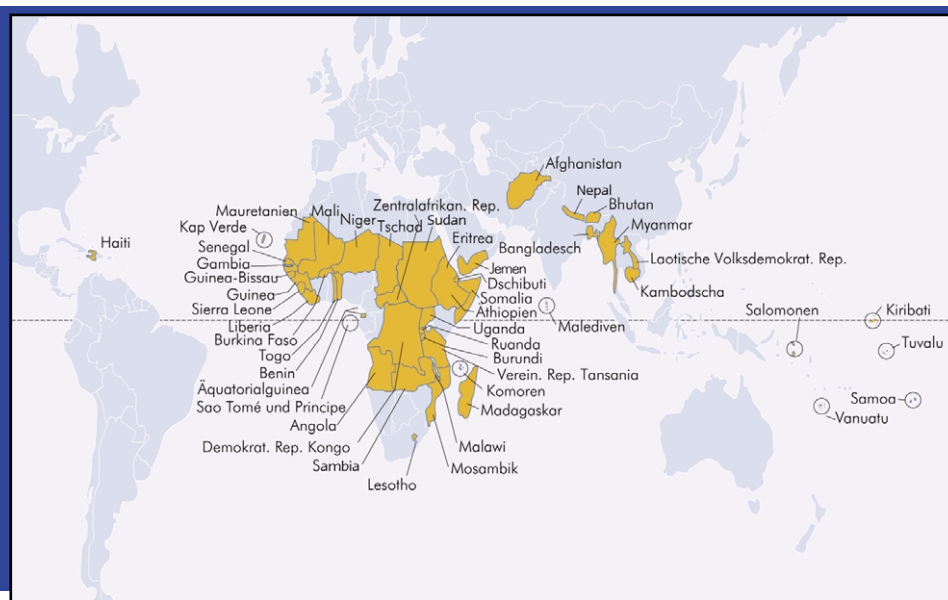 Afghanistan
Nepal
Bhutan
Myanmar
Bangladesch
Laotische Volksdemokrat. Rep.
Kambodscha
Zentralafrikan. Rep.
Sudan
Mauretanien
Mali
Niger
Tschad
Kap Verde
Eritrea
Haiti
Senegal
Jemen
Gambia
Dschibuti
Guinea-Bissau
Somalia
Guinea
Äthiopien
Sierra Leone
Uganda
Malediven
Salomonen
Kiribati
Liberia
Ruanda
Burkina Faso
Burundi
Tuvalu
Togo
Verein. Rep. Tansania
Benin
Komoren
Äquatorialguinea
Madagaskar
Samoa
Sao Tomé und Principe
Vanuatu
Angola
Demokrat. Rep. Kongo
Malawi
Sambia
Mosambik
Lesotho